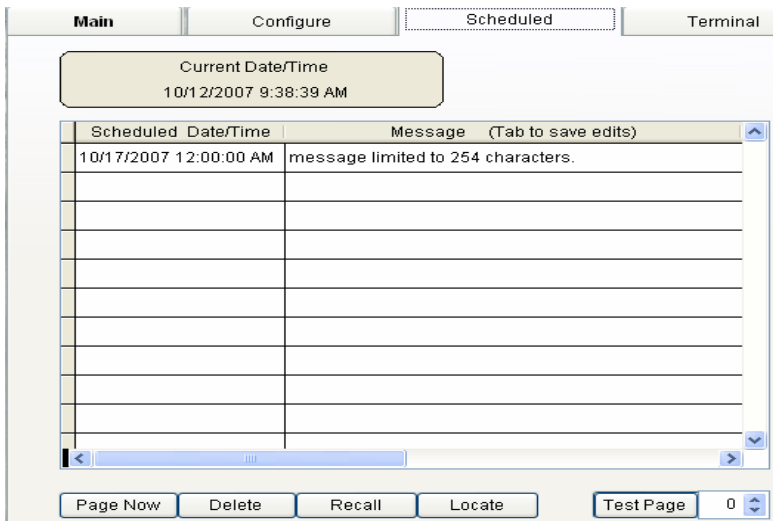 Main Configure Scheduled Terminal
Current Date/Time
10/12/2007 9:38:39 AM
Scheduled Date/Time Message (Tab to save edits)
10/17/2007 12:00:00 AM message limited to 254 characters.
Page Now Delete Recall Locate Test Page 0